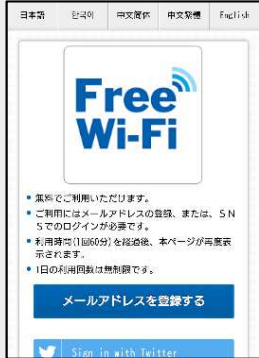 日本語 한국어 中文简体 中文繁體 English
Free
Wi-Fi
無料でご利用いただけます。
ご利用にはメールアドレスの登録、または、SN
Sでのログインが必要です。
利用時間(1回60分)を経過後、本ページが再度表
示されます。
1日の利用回数は無制限です。
メールアドレスを登録する
Sign in with Twitter